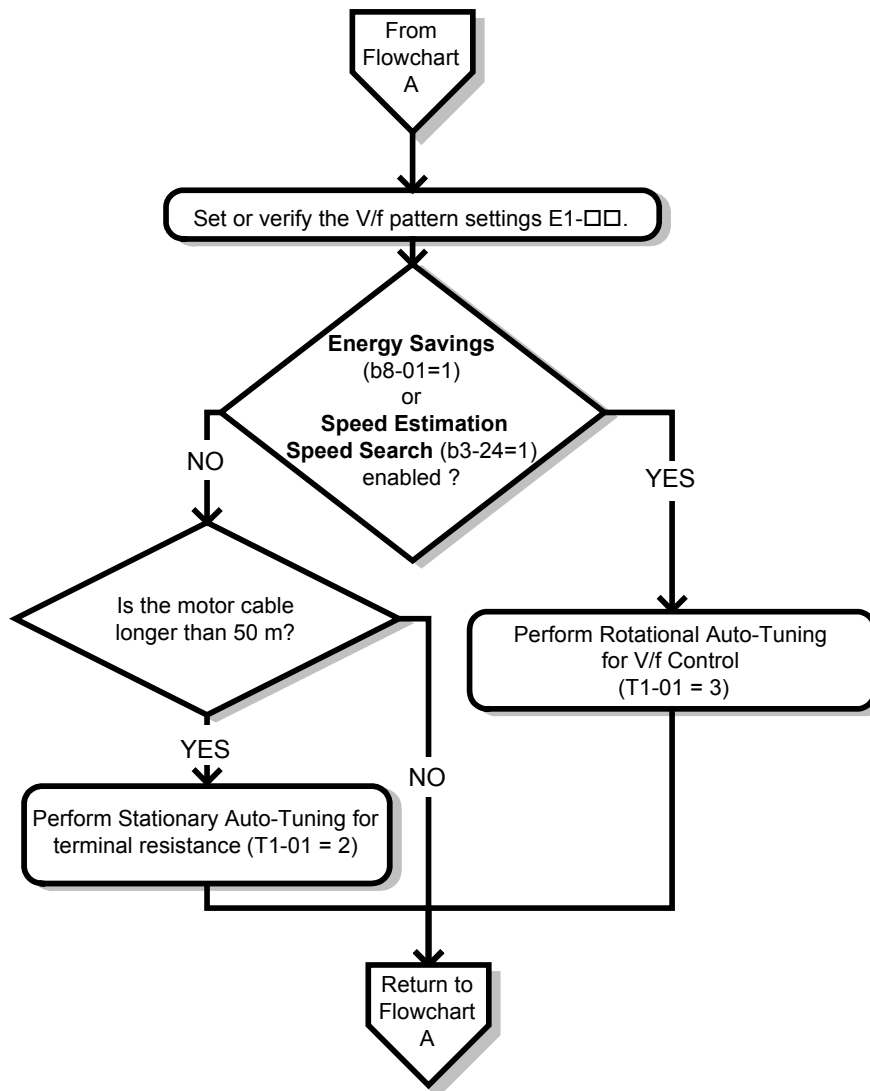 From
Flowchart
A
Set or verify the V/f pattern settings E1-□□.
Energy Savings
(b8-01=1)
or
Speed Estimation
Speed Search (b3-24=1)
enabled ?
NO
YES
Is the motor cable
longer than 50 m?
Perform Rotational Auto-Tuning
for V/f Control
(T1-01 = 3)
YES
NO
Perform Stationary Auto-Tuning for
terminal resistance (T1-01 = 2)
Return to
Flowchart
A